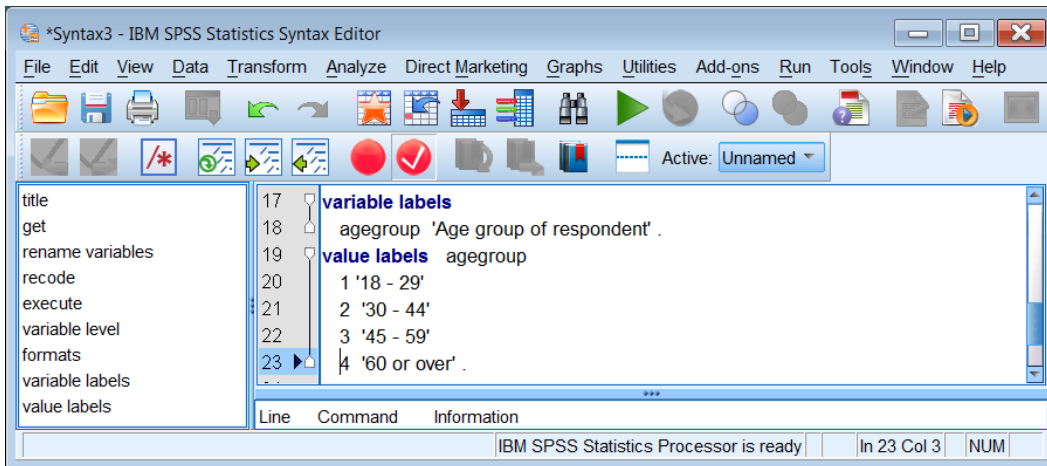 *Syntax3 - IBM SPSS Statistics Syntax Editor
File Edit View Data Transform Analyze Direct Marketing Graphs Utilities Add-ons Run Tools Window Help
/*
Active: Unnamed
title
get
rename variables
recode
execute
variable level
formats
variable labels
value labels
17 variable labels
18 agegroup 'Age group of respondent' .
19 value labels agegroup
20 1 '18 - 29'
21 2 '30 - 44'
22 3 '45 - 59'
23 4 '60 or over' .
Line Command Information
IBM SPSS Statistics Processor is ready In 23 Col 3 NUM